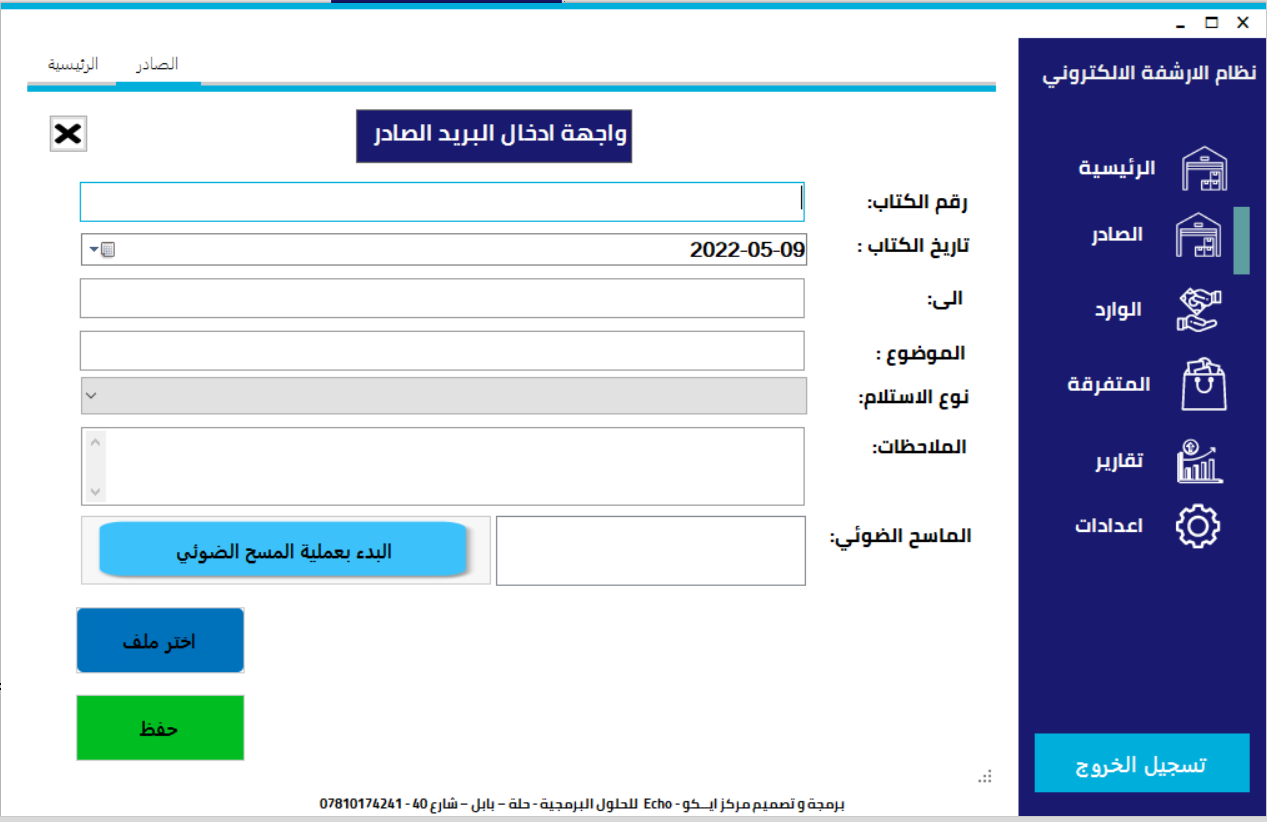 نظام الارشفة الالكتروني
الرئيسية
الصادر
الوارد
المتفرقة
تقارير
اعدادات
تسجيل الخروج
الصادر
الرئيسية
واجهة ادخال البريد الصادر
رقم الكتاب:
تاريخ الكتاب :
2022-05-09
الى:
الموضوع :
نوع الاستلام:
الملاحظات:
الماسح الضوئي:
البدء بعملية المسح الضوئي
اختر ملف
حفظ
برمجة و تصميم مركز ايــكو - Echo للحلول البرمجية - حلة – بابل – شارع 40 - 07810174241